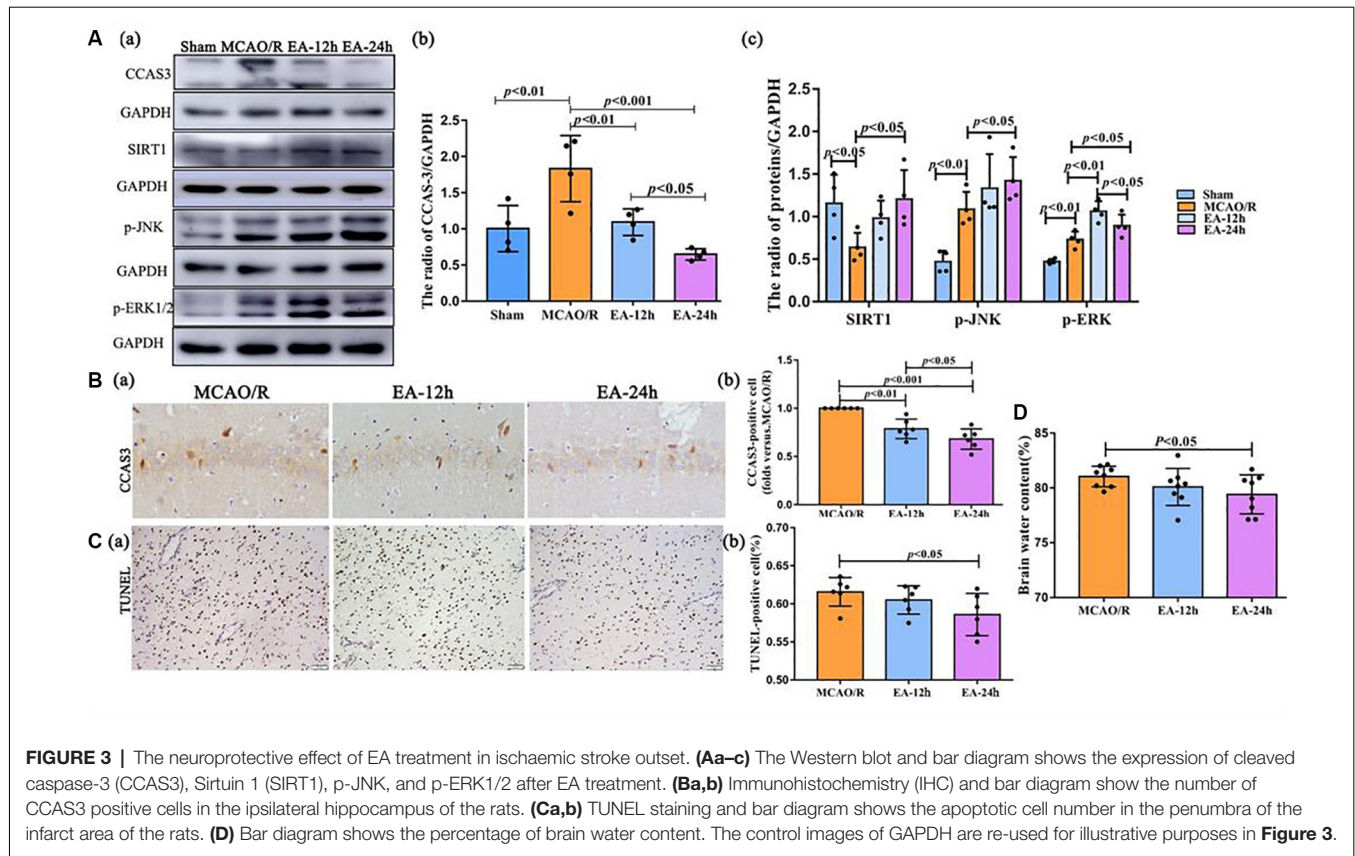 A (a)
Sham MCAO/R EA-12h EA-24h
CCAS3
GAPDH
SIRT1
GAPDH
p-JNK
GAPDH
p-ERK1/2
GAPDH
(b)
The radio of CCAS-3/GAPDH
2.5
2.0
1.5
1.0
0.5
0.0
p<0.01
p<0.001
p<0.01
p<0.05
Sham
MCAO/R
EA-12h
EA-24h
(c)
The radio of proteins/GAPDH
2.5
2.0
1.5
1.0
0.5
0.0
p<0.05
p<0.05
p<0.01
p<0.05
p<0.01
p<0.01
p<0.05
p<0.05
SIRT1
p-JNK
p-ERK
Sham
MCAO/R
EA-12h
EA-24h
B (a)
MCAO/R
EA-12h
EA-24h
CCAS3
(b)
CCAS3-positive cell
(folds versus.MCAO/R)
1.5
1.0
0.5
0.0
p<0.05
p<0.001
p<0.01
MCAO/R
EA-12h
EA-24h
C (a)
TUNEL
(b)
TUNEL-positive cell(%)
0.70
0.65
0.60
0.55
0.50
p<0.05
MCAO/R
EA-12h
EA-24h
D
Brain water content(%)
85
80
75
70
P<0.05
MCAO/R
EA-12h
EA-24h
FIGURE 3 | The neuroprotective effect of EA treatment in ischaemic stroke outset. (Aa–c) The Western blot and bar diagram shows the expression of cleaved
caspase-3 (CCAS3), Sirtuin 1 (SIRT1), p-JNK, and p-ERK1/2 after EA treatment. (Ba,b) Immunohistochemistry (IHC) and bar diagram show the number of
CCAS3 positive cells in the ipsilateral hippocampus of the rats. (Ca,b) TUNEL staining and bar diagram shows the apoptotic cell number in the penumbra of the
infarct area of the rats. (D) Bar diagram shows the percentage of brain water content. The control images of GAPDH are re-used for illustrative purposes in Figure 3.